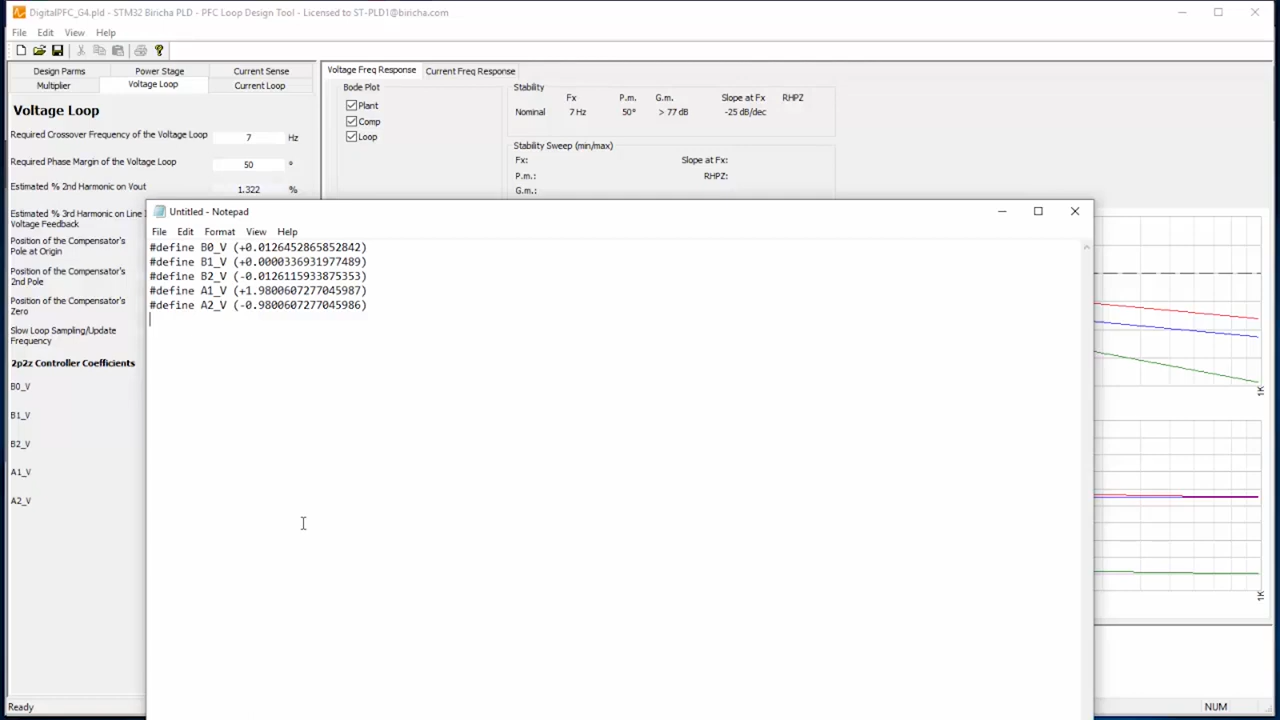 DigitalPFC_G4.pld - STM32 Biricha PLD - PFC Loop Design Tool - Licensed to ST-PLD1@biricha.com
File Edit View Help
Design Parms Power Stage Current Sense
Multiplier Voltage Loop Current Loop
Voltage Loop
Required Crossover Frequency of the Voltage Loop 7 Hz
Required Phase Margin of the Voltage Loop 50 °
Estimated % 2nd Harmonic on Vout 1.322 %
Estimated % 3rd Harmonic on Line
Voltage Feedback
Position of the Compensator's
Pole at Origin
Position of the Compensator's
2nd Pole
Position of the Compensator's
Zero
Slow Loop Sampling/Update
Frequency
2p2z Controller Coefficients
B0_V
B1_V
B2_V
A1_V
A2_V
Voltage Freq Response Current Freq Response
Bode Plot
Plant
Comp
Loop
Stability
Fx P.m. G.m. Slope at Fx RHPZ
Nominal 7 Hz 50° > 77 dB -25 dB/dec
Stability Sweep (min/max)
Fx: Slope at Fx:
P.m.: RHPZ:
G.m.:
Untitled - Notepad
File Edit Format View Help
#define B0_V (+0.0126452865852842)
#define B1_V (+0.0000336931977489)
#define B2_V (-0.0126115933875353)
#define A1_V (+1.9800607277045987)
#define A2_V (-0.9800607277045986)
1K
1K
Ready NUM